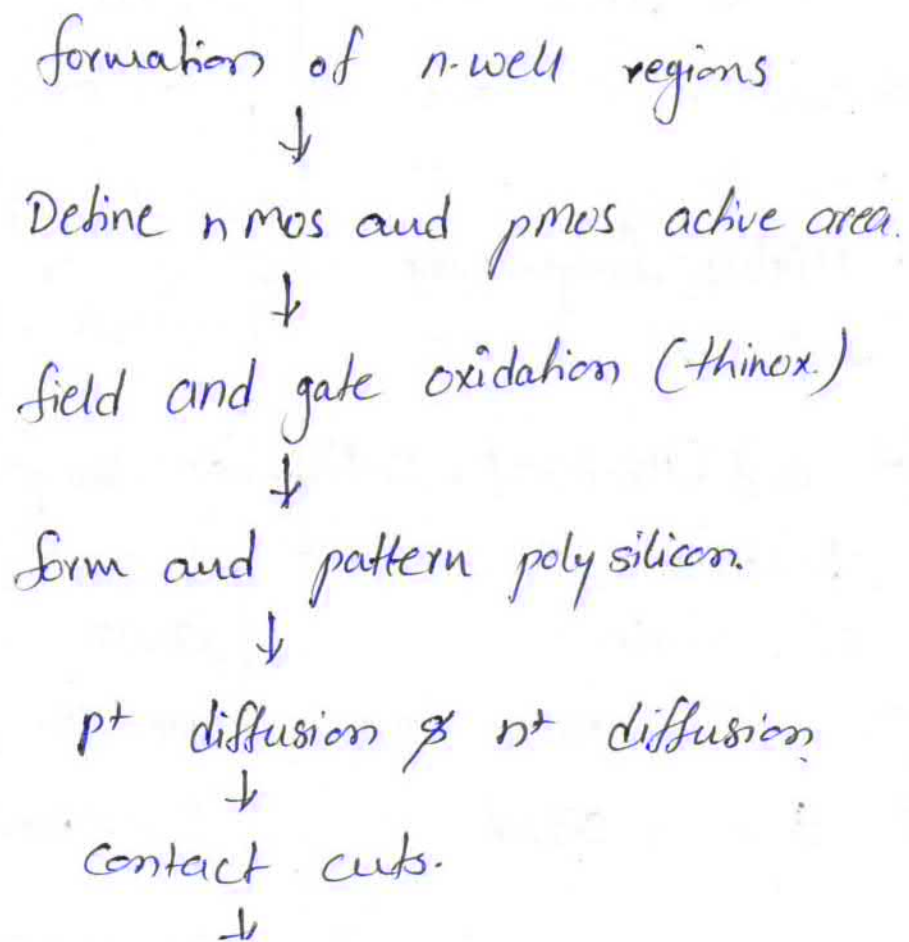 formation of n-well regions
↓
Define nmos and pmos active area.
↓
field and gate oxidation (thinox.)
↓
form and pattern polysilicon.
↓
p+ diffusion & n+ diffusion
↓
Contact cuts.
↓